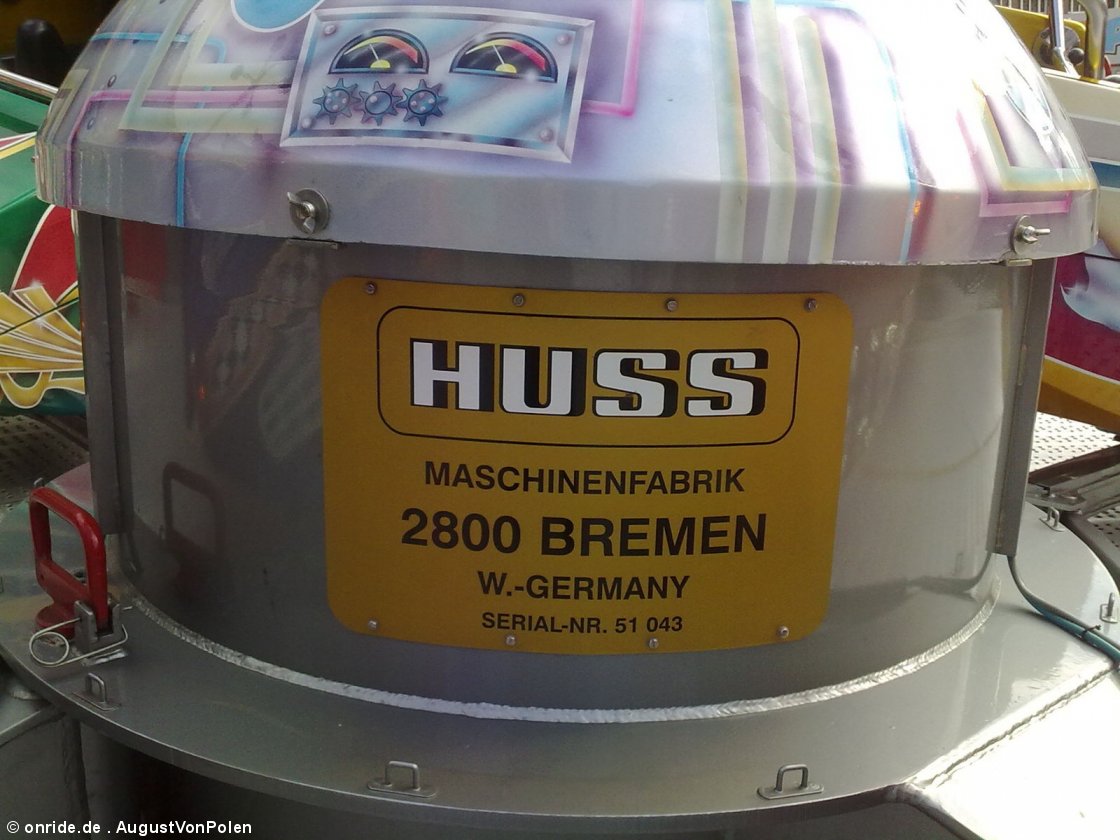 HUSS
MASCHINENFABRIK
2800 BREMEN
W.-GERMANY
SERIAL-NR. 51 043
© onride.de . AugustVonPolen